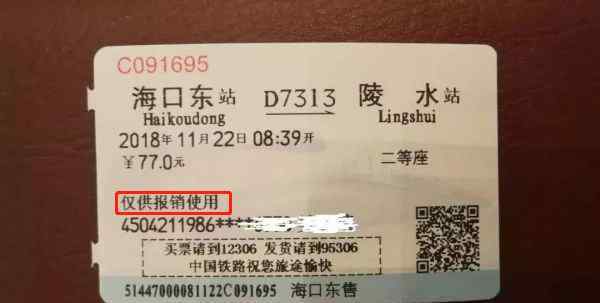 C091695
海口东站 D7313 陵水站
Haikoudong Lingshui
2018年11月22日08:39开
￥77.0元 二等座
仅供报销使用
4504211986****
买票请到12306 发货请到95306
中国铁路祝您旅途愉快
51447000081122C091695 海口东售